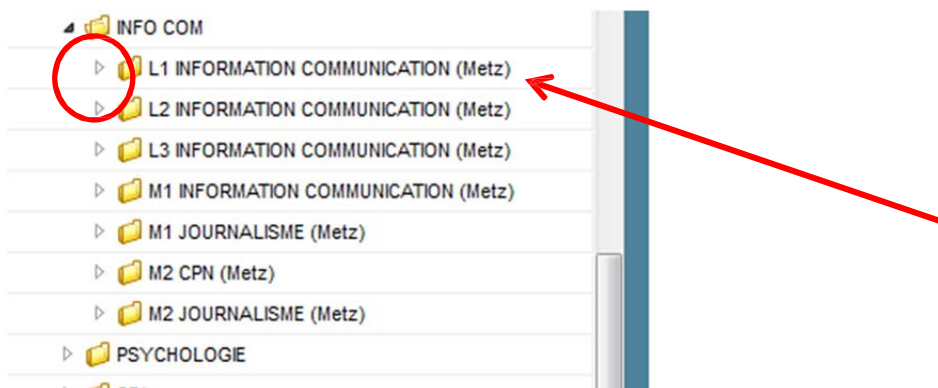 INFO COM
L1 INFORMATION COMMUNICATION (Metz)
L2 INFORMATION COMMUNICATION (Metz)
L3 INFORMATION COMMUNICATION (Metz)
M1 INFORMATION COMMUNICATION (Metz)
M1 JOURNALISME (Metz)
M2 CPN (Metz)
M2 JOURNALISME (Metz)
PSYCHOLOGIE